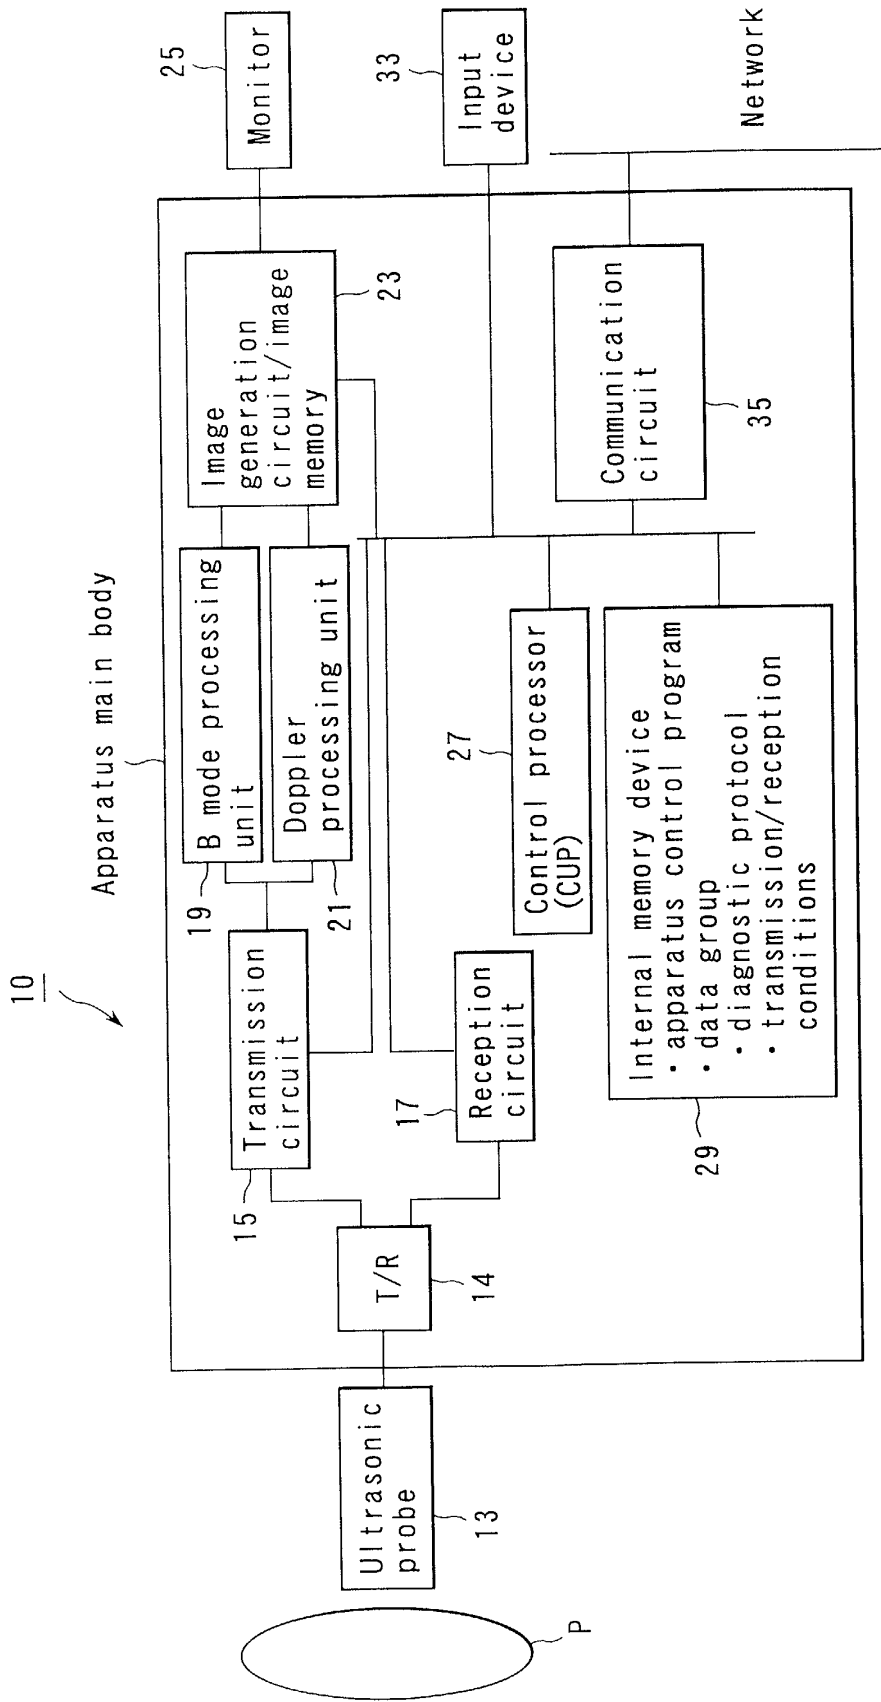 10
Apparatus main body
P
Ultrasonic
probe
13
T/R
14
Transmission
circuit
15
Reception
circuit
17
B mode processing
unit
19
Doppler
processing unit
21
Image
generation
circuit/image
memory
23
Monitor
25
Control processor
(CUP)
27
Internal memory device
・apparatus control program
・data group
・diagnostic protocol
・transmission/reception
conditions
29
Input
device
33
Communication
circuit
35
Network